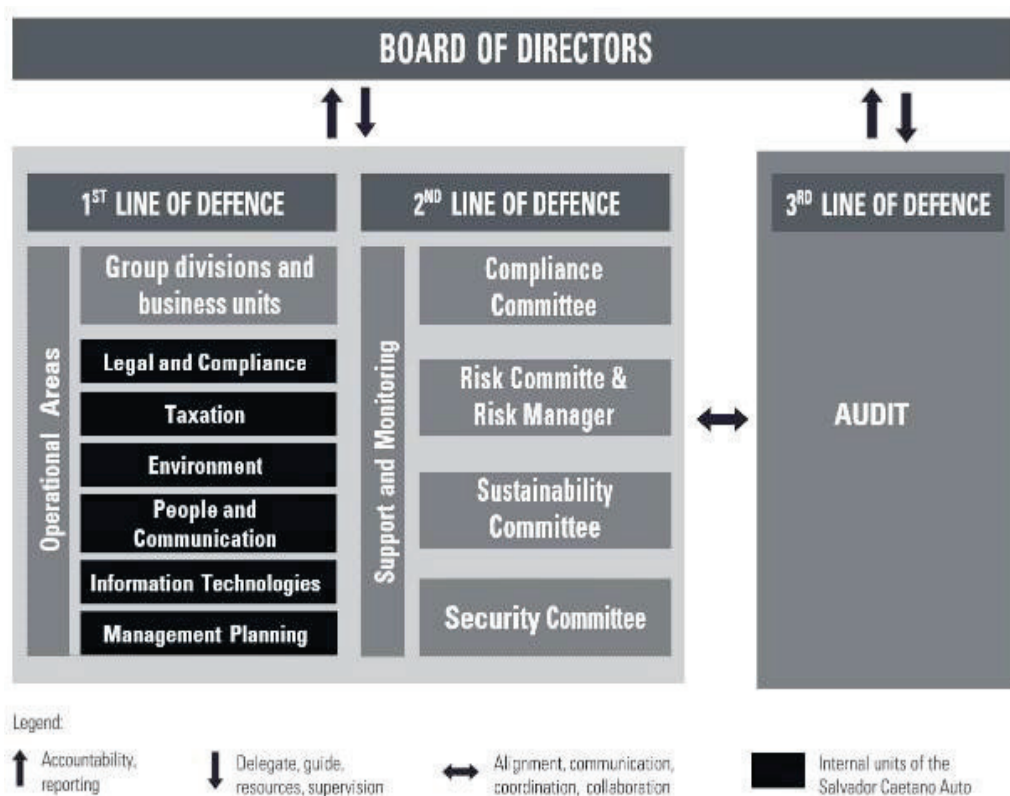 BOARD OF DIRECTORS
1ST LINE OF DEFENCE
Operational Areas
Group divisions and
business units
Legal and Compliance
Taxation
Environment
People and
Communication
Information Technologies
Management Planning
2ND LINE OF DEFENCE
Support and Monitoring
Compliance
Committee
Risk Committe &
Risk Manager
Sustainability
Committee
Security Committee
3RD LINE OF DEFENCE
AUDIT
Legend:
Accountability,
reporting
Delegate, guide,
resources, supervision
Alignment, communication,
coordination, collaboration
Internal units of the
Salvador Caetano Auto